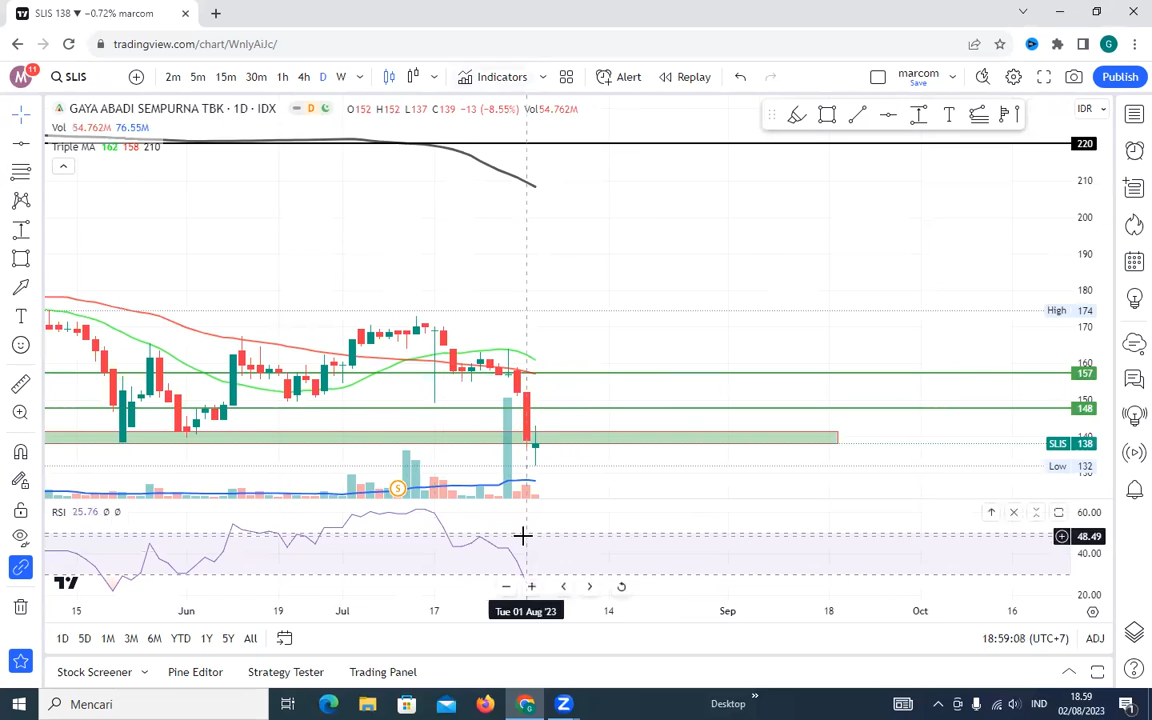 SLIS 138 ▼ −0.72% marcom
tradingview.com/chart/WnlyAiJc/
G
M 11
SLIS
2m 5m 15m 30m 1h 4h D W
Indicators
Alert
Replay
marcom
Save
Publish
GAYA ABADI SEMPURNA TBK · 1D · IDX
D
O152 H152 L137 C139 −13 (−8.55%) Vol54.762M
IDR
Vol 54.762M 76.55M
Triple MA 162 158 210
220
210
200
190
180
High 174
170
160
157
150
148
140
SLIS 138
Low 132
130
S
RSI 25.76 ∅ ∅
60.00
48.49
40.00
20.00
15 Jun 19 Jul 17 Tue 01 Aug '23 14 Sep 18 Oct 16
1D 5D 1M 3M 6M YTD 1Y 5Y All
18:59:08 (UTC+7) ADJ
Stock Screener Pine Editor Strategy Tester Trading Panel
Mencari
Desktop
IND
18.59
02/08/2023
1